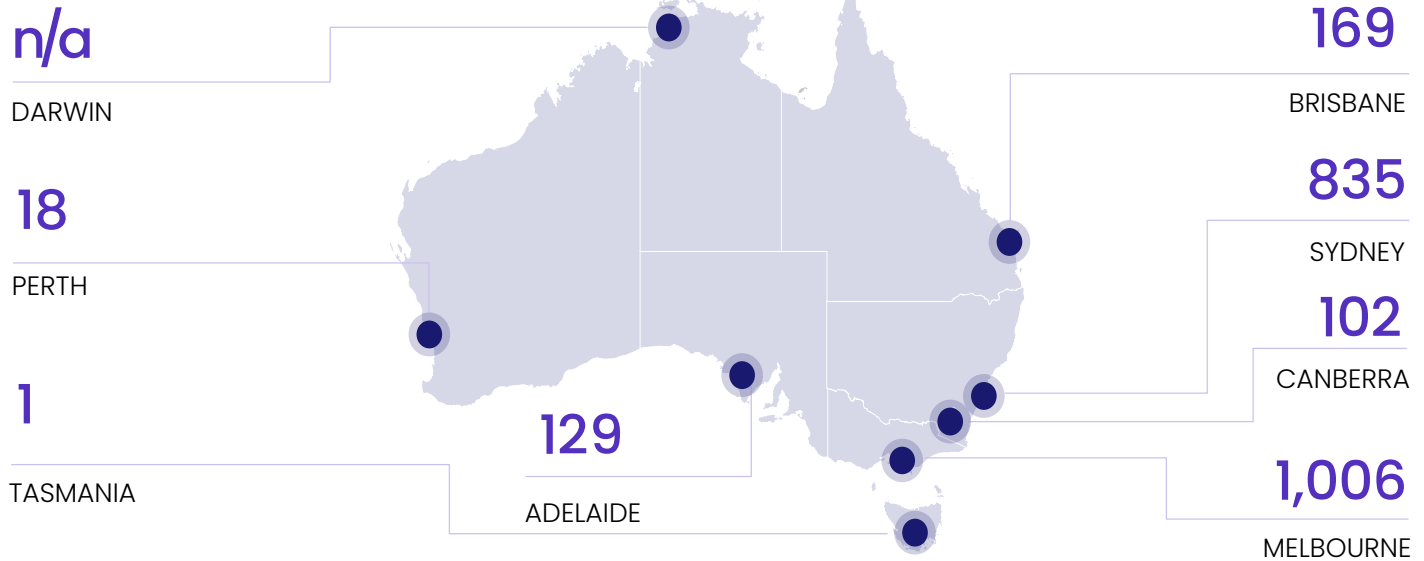 n/a
DARWIN
18
PERTH
1
TASMANIA
129
ADELAIDE
169
BRISBANE
835
SYDNEY
102
CANBERRA
1,006
MELBOURNE